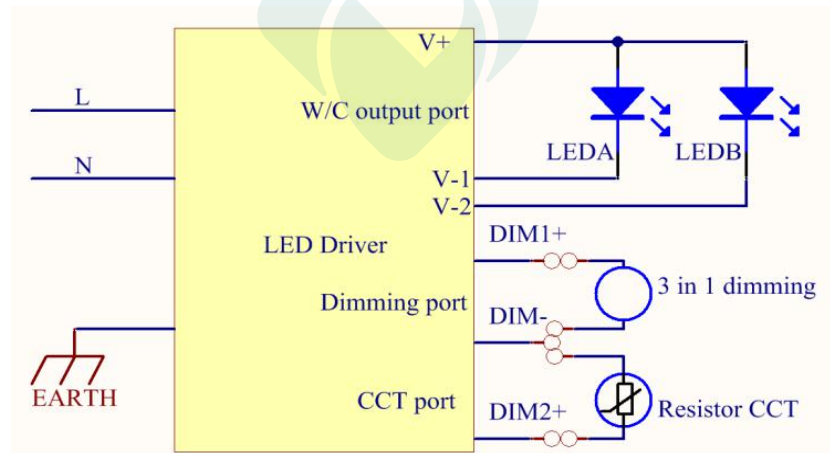 V+
L
W/C output port
LEDA
LEDB
N
V-1
V-2
DIM1+
LED Driver
3 in 1 dimming
Dimming port
DIM-
EARTH
CCT port
DIM2+
Resistor CCT